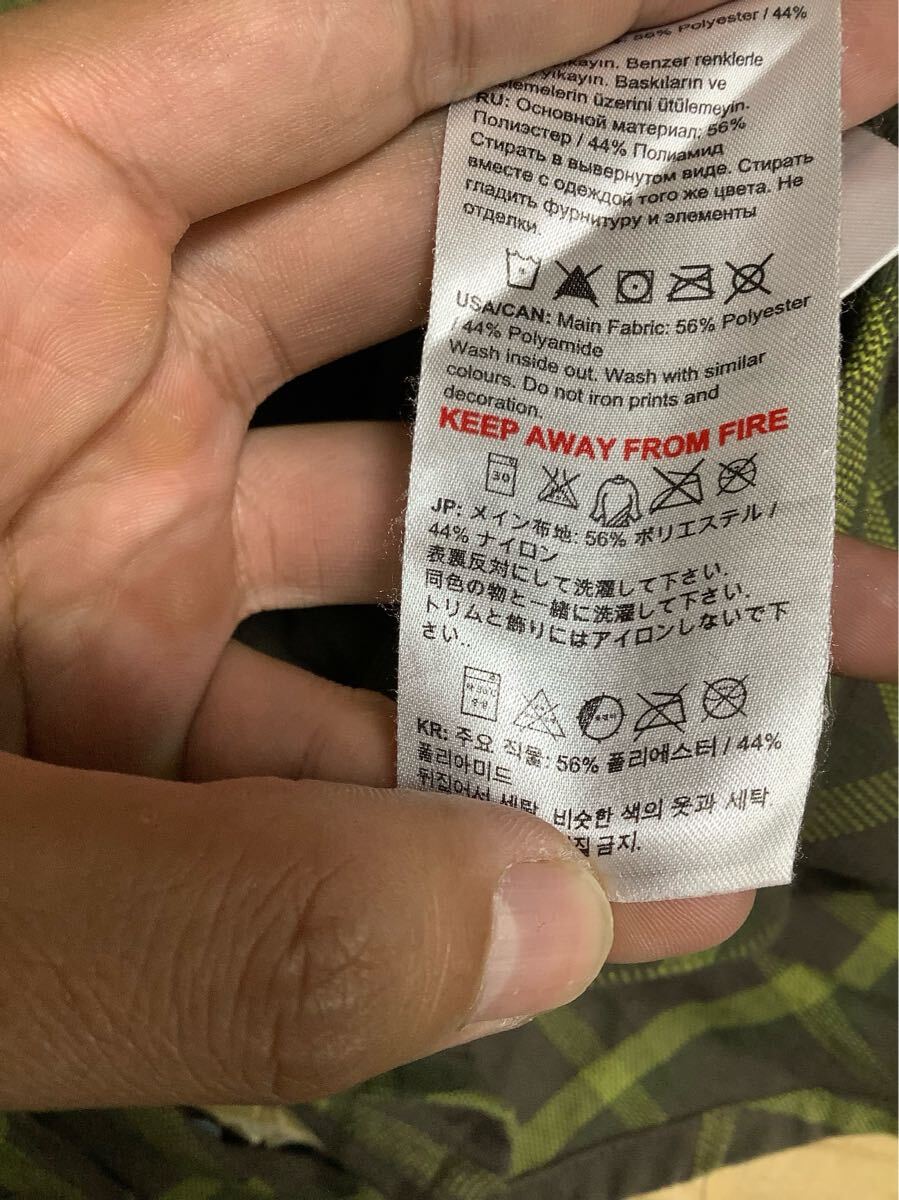 56% Polyester / 44%
yıkayın. Benzer renklerle
yıkayın. Baskıların ve
üzerini ütülemeyin.
RU: Основной материал; 56%
Полиэстер / 44% Полиамид
Стирать в вывернутом виде. Стирать
вместе с одеждой того же цвета. Не
гладить фурнитуру и элементы
отделки
USA/CAN: Main Fabric: 56% Polyester
/ 44% Polyamide
Wash inside out. Wash with similar
colours. Do not iron prints and
decoration.
KEEP AWAY FROM FIRE
30
JP: メイン布地: 56% ポリエステル /
44% ナイロン
表裏反対にして洗濯して下さい.
同色の物と一緒に洗濯して下さい.
トリムと飾りにはアイロンしないで下
さい..
KR: 주요 직물: 56% 폴리에스터 / 44%
폴리아미드
뒤집어서 세탁. 비슷한 색의 옷과 세탁.
금지.